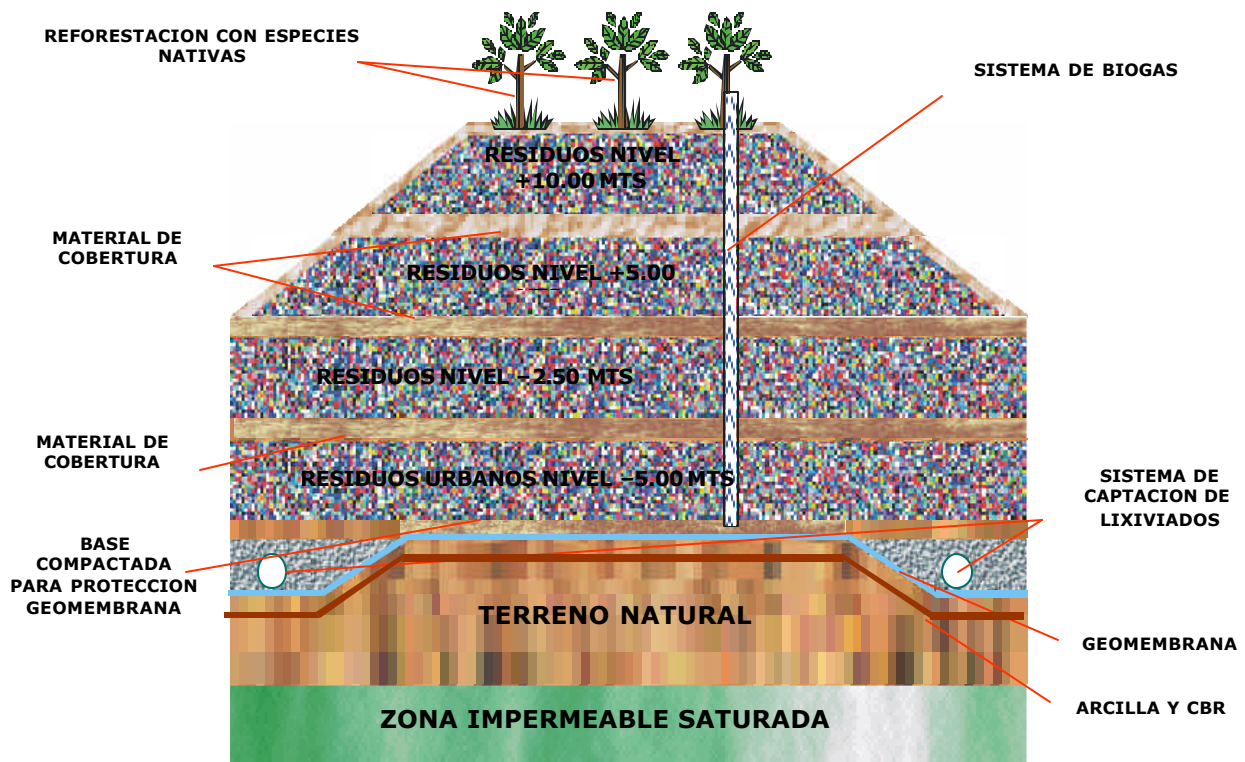 REFORESTACION CON ESPECIES
NATIVAS
SISTEMA DE BIOGAS
RESIDUOS NIVEL
+10.00 MTS
MATERIAL DE
COBERTURA
RESIDUOS NIVEL +5.00
RESIDUOS NIVEL –2.50 MTS
MATERIAL DE
COBERTURA
RESIDUOS URBANOS NIVEL –5.00 MTS
SISTEMA DE
CAPTACION DE
LIXIVIADOS
BASE
COMPACTADA
PARA PROTECCION
GEOMEMBRANA
TERRENO NATURAL
GEOMEMBRANA
ARCILLA Y CBR
ZONA IMPERMEABLE SATURADA